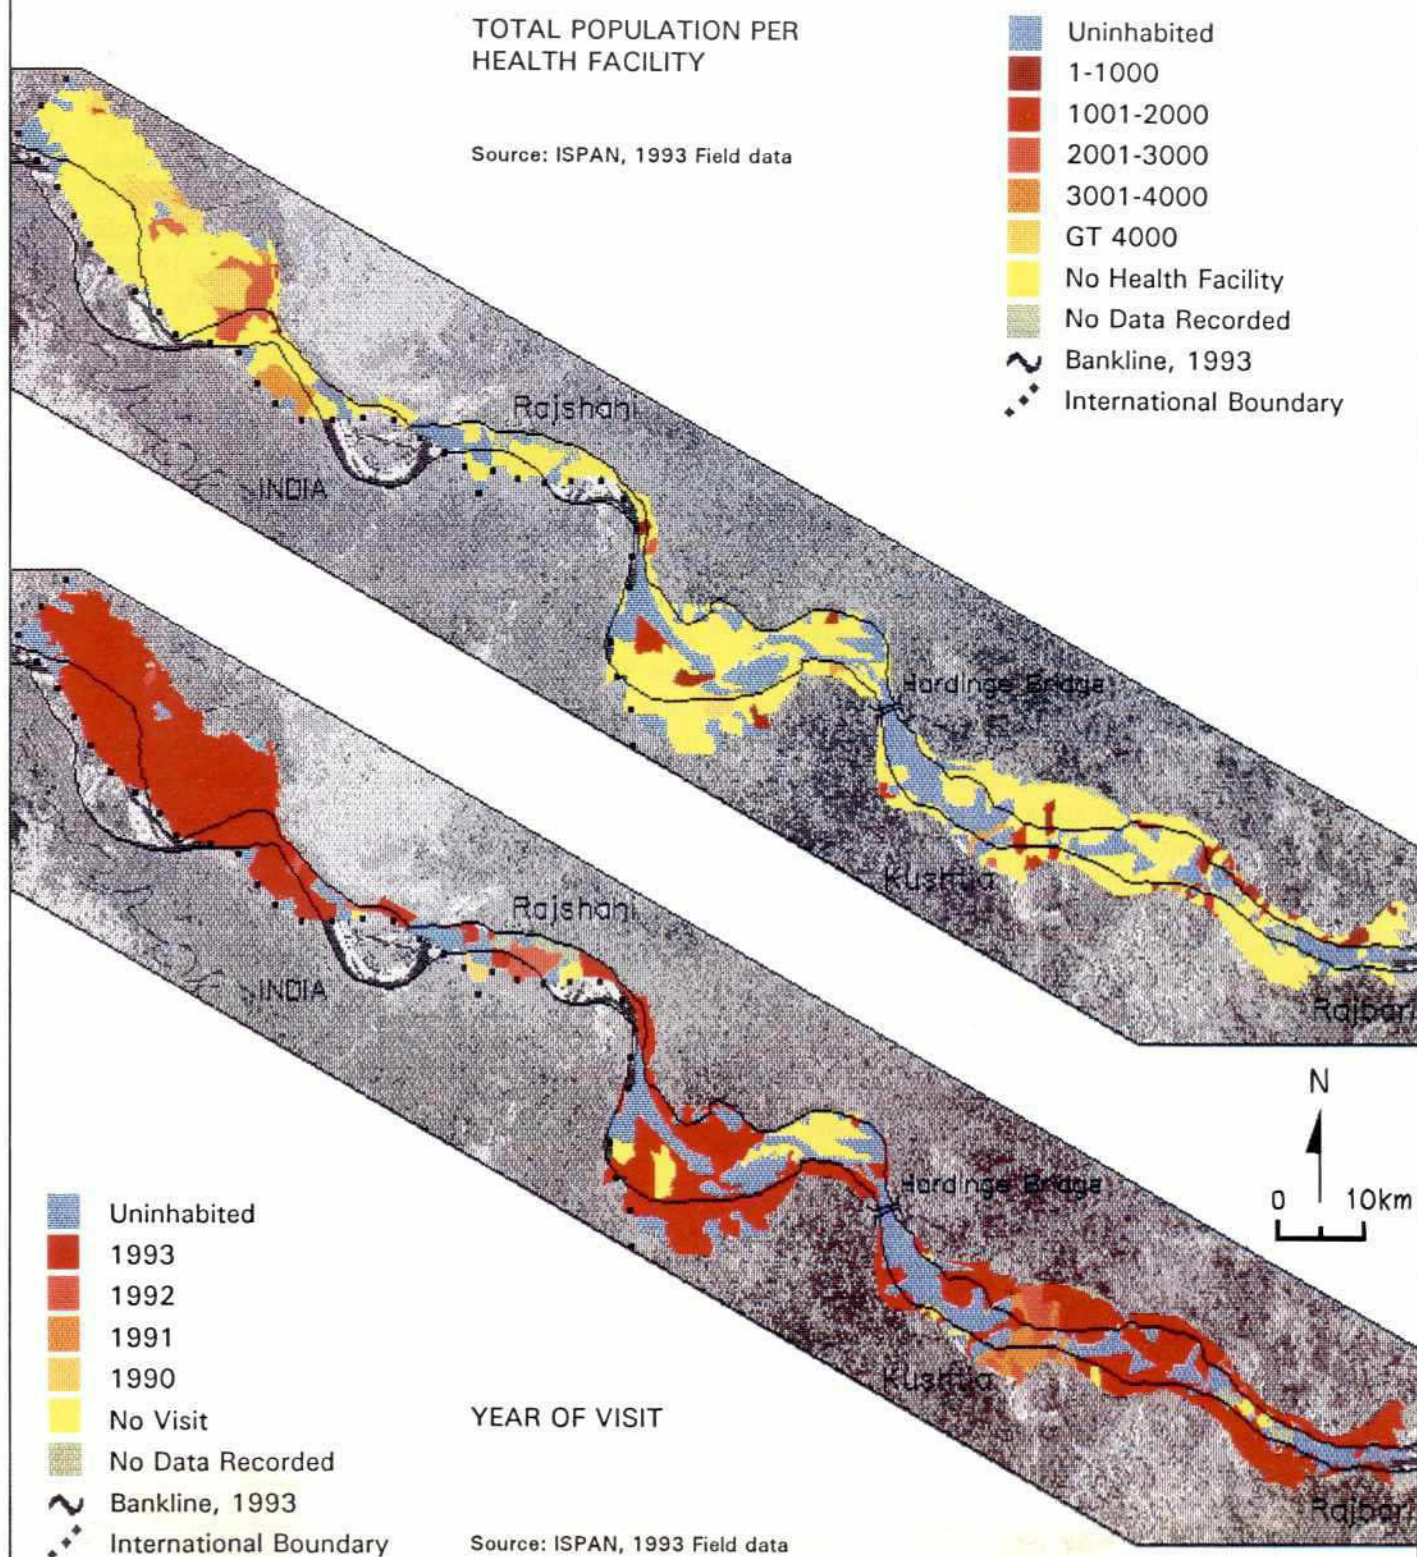 TOTAL POPULATION PER
HEALTH FACILITY
Source: ISPAN, 1993 Field data
Uninhabited
1-1000
1001-2000
2001-3000
3001-4000
GT 4000
No Health Facility
No Data Recorded
Bankline, 1993
International Boundary
Rajshahi
INDIA
Hardinge Bridge
Kushtia
Rajbari
N
0 10km
Rajshahi
INDIA
Hardinge Bridge
Kushtia
Rajbari
Uninhabited
1993
1992
1991
1990
No Visit
No Data Recorded
Bankline, 1993
International Boundary
YEAR OF VISIT
Source: ISPAN, 1993 Field data